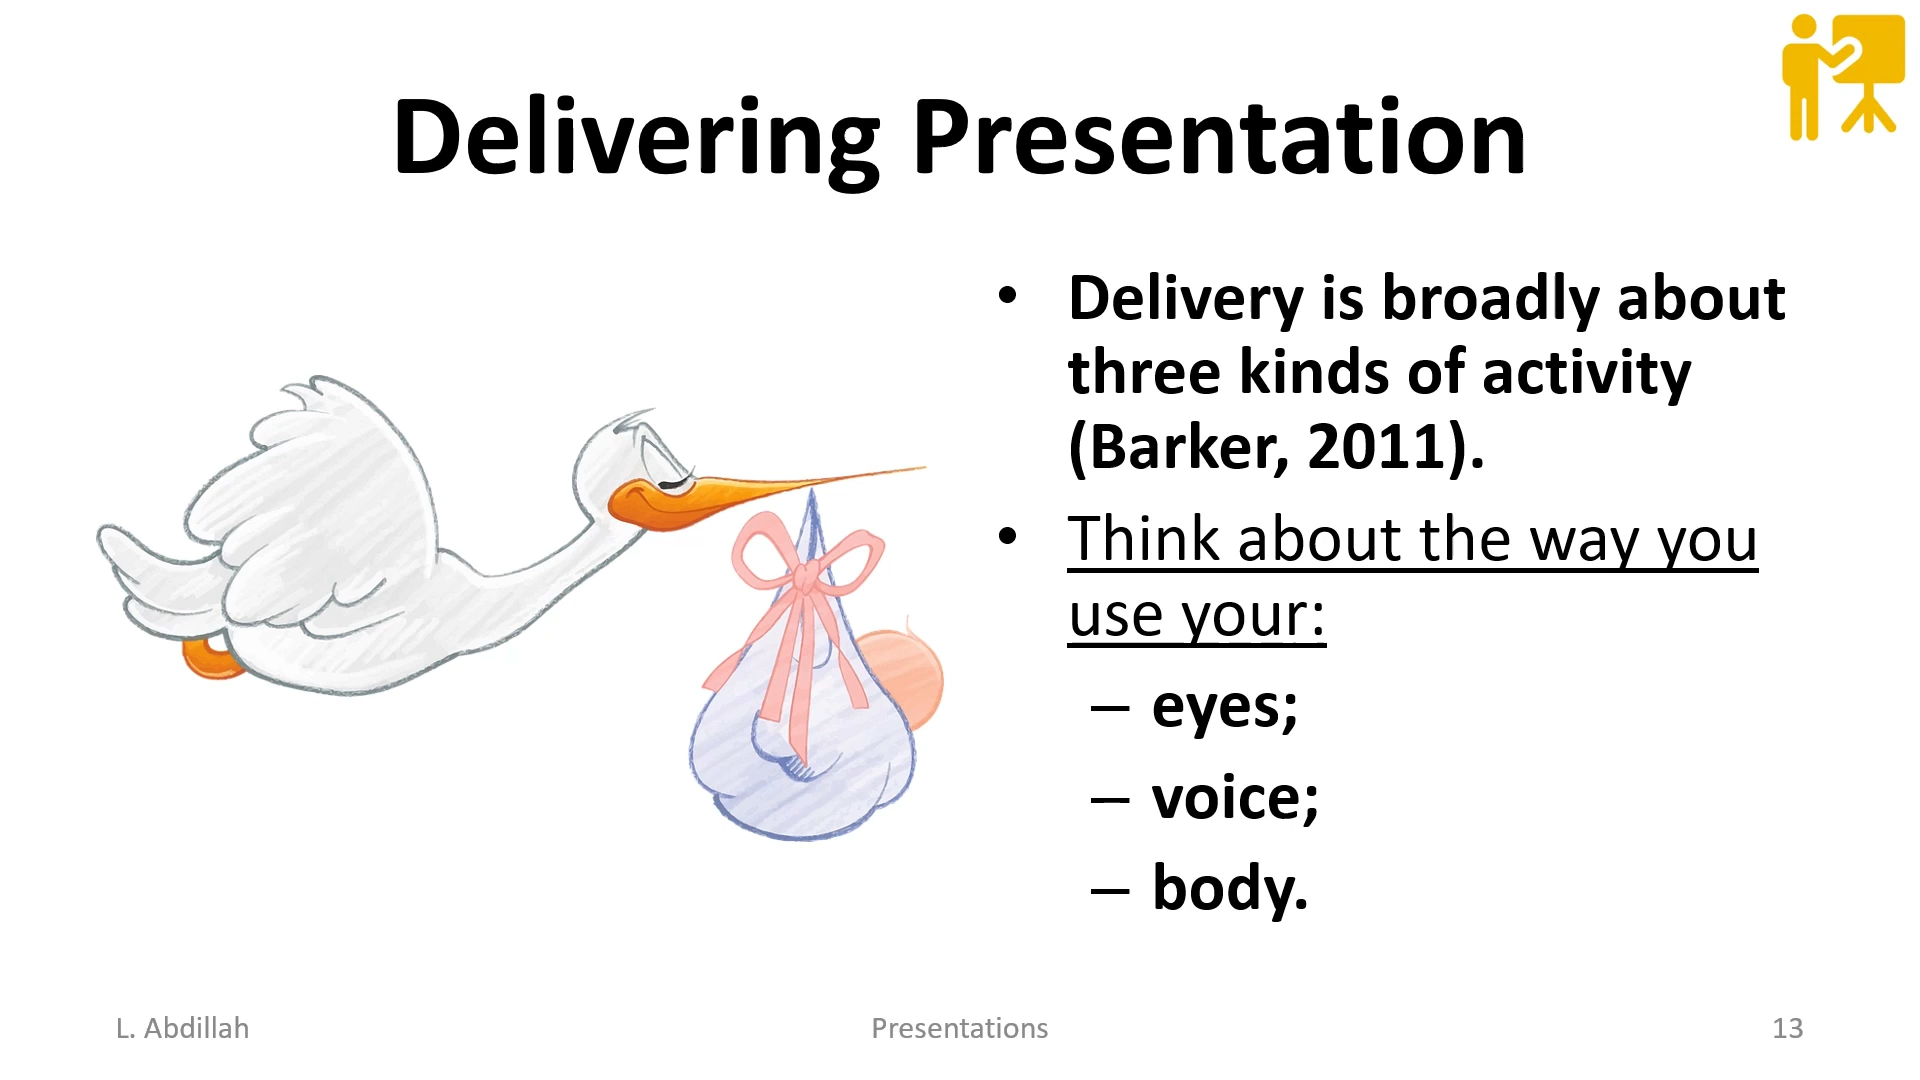 Delivering Presentation
• Delivery is broadly about
three kinds of activity
(Barker, 2011).
• Think about the way you
use your:
– eyes;
– voice;
– body.
L. Abdillah
Presentations
13